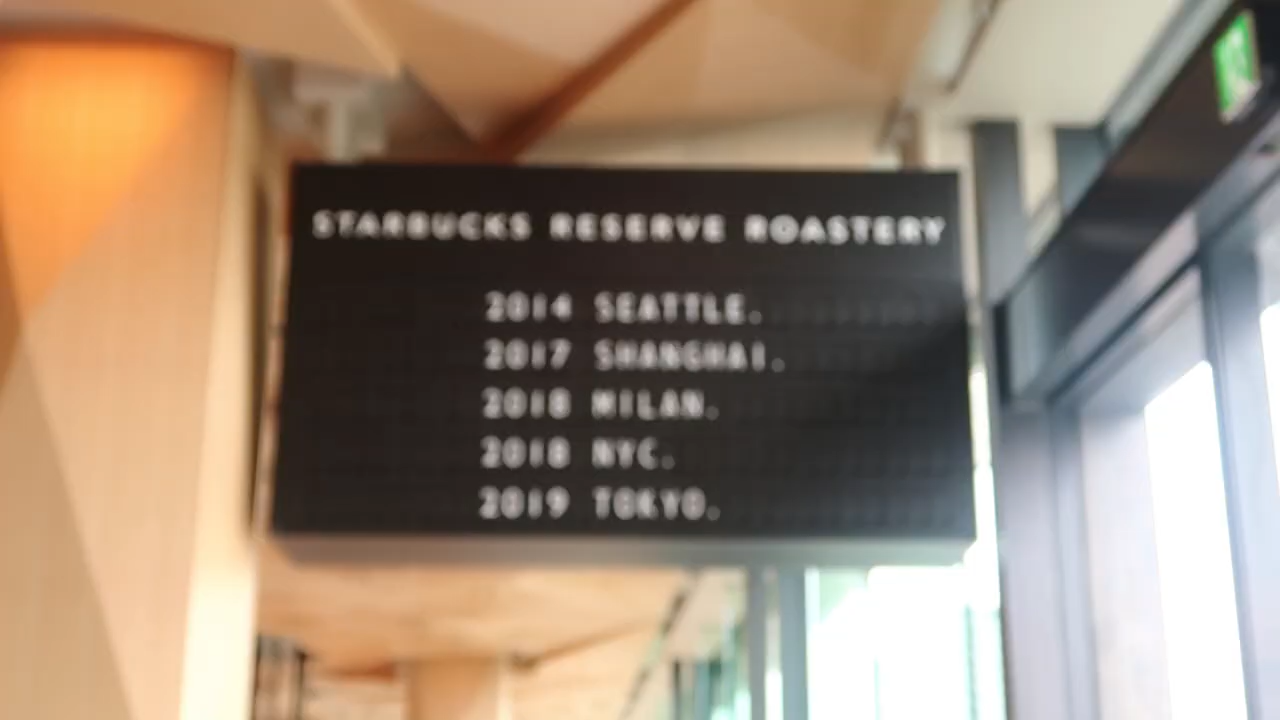 STARBUCKS RESERVE ROASTERY
2014 SEATTLE.
2017 SHANGHAI.
2018 MILAN.
2018 NYC.
2019 TOKYO.